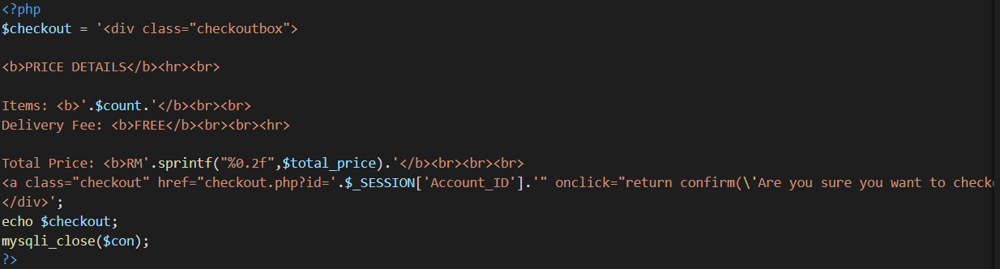 <?php
$checkout = '<div class="checkoutbox">
<b>PRICE DETAILS</b><hr><br>
Items: <b>'.$count.'</b><br><br>
Delivery Fee: <b>FREE</b><br><br><hr>
Total Price: <b>RM'.sprintf("%0.2f",$total_price).'</b><br><br><br>
<a class="checkout" href="checkout.php?id='.$_SESSION['Account_ID'].'" onclick="return confirm(\'Are you sure you want to
</div>';
echo $checkout;
mysqli_close($con);
?>